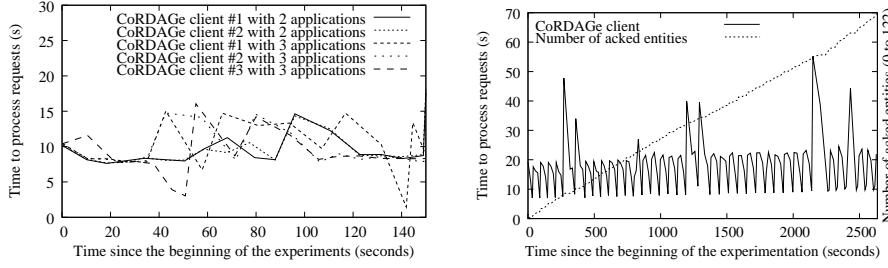 30
25
20
15
10
5
0
Time to process requests (s)
CoRDAGe client #1 with 2 applications
CoRDAGe client #2 with 2 applications
CoRDAGe client #1 with 3 applications
CoRDAGe client #2 with 3 applications
CoRDAGe client #3 with 3 applications
0 20 40 60 80 100 120 140
Time since the beginning of the experiments (seconds)
70
60
50
40
30
20
10
0
Time to process requests (s)
CoRDAGe client
Number of acked entities
0 500 1000 1500 2000 2500
Time since the beginning of the experimentation (seconds)